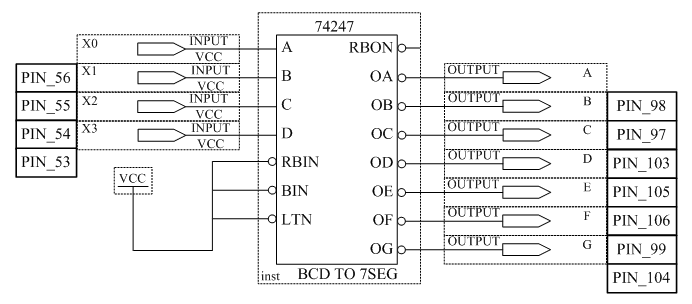 74247
X0 INPUT VCC A RBON
X1 INPUT VCC B OA OUTPUT A
PIN_56
X2 INPUT VCC C OB OUTPUT B
PIN_55 PIN_98
X3 INPUT VCC D OC OUTPUT C
PIN_54 PIN_97
PIN_53 RBIN OD OUTPUT D PIN_103
VCC BIN OE OUTPUT E PIN_105
LTN OF OUTPUT F PIN_106
OG OUTPUT G PIN_99
inst BCD TO 7SEG PIN_104